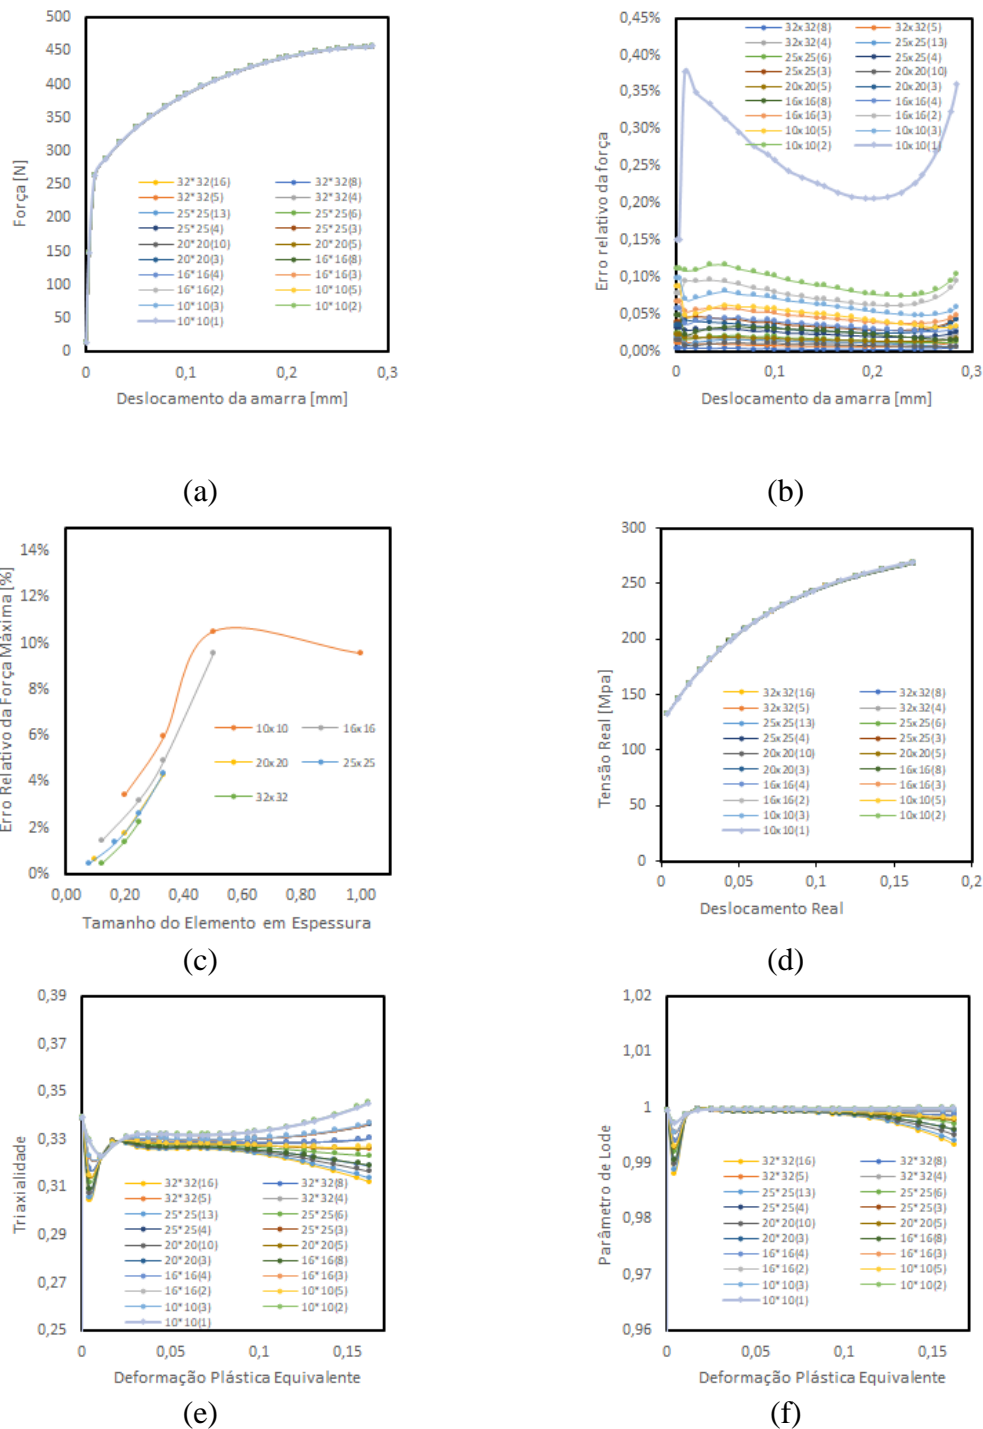 500
450
400
350
300
250
200
150
100
50
0
Força [N]
32*32(16) 32*32(8)
32*32(5) 32*32(4)
25*25(13) 25*25(6)
25*25(4) 25*25(3)
20*20(10) 20*20(5)
20*20(3) 16*16(8)
16*16(4) 16*16(3)
16*16(2) 10*10(5)
10*10(3) 10*10(2)
10*10(1)
0 0,1 0,2 0,3
Deslocamento da amarra [mm]
(a)
0,45%
0,40%
0,35%
0,30%
0,25%
0,20%
0,15%
0,10%
0,05%
0,00%
Erro relativo da força
32x32(8) 32x32(5)
32x32(4) 25x25(13)
25x25(6) 25x25(4)
25x25(3) 20x20(10)
20x20(5) 20x20(3)
16x16(8) 16x16(4)
16x16(3) 16x16(2)
10x10(5) 10x10(3)
10x10(2) 10x10(1)
0 0,1 0,2 0,3
Deslocamento da amarra [mm]
(b)
14%
12%
10%
8%
6%
4%
2%
0%
Erro Relativo da Força Máxima [%]
10x10 16x16
20x20 25x25
32x32
0,00 0,20 0,40 0,60 0,80 1,00
Tamanho do Elemento em Espessura
(c)
300
250
200
150
100
50
0
Tensão Real [Mpa]
32x32(16) 32x32(8)
32x32(5) 32x32(4)
25x25(13) 25x25(6)
25x25(4) 25x25(3)
20x20(10) 20x20(5)
20x20(3) 16x16(8)
16x16(4) 16x16(3)
16x16(2) 10x10(5)
10x10(3) 10x10(2)
10x10(1)
0 0,05 0,1 0,15 0,2
Deslocamento Real
(d)
0,39
0,37
0,35
0,33
0,31
0,29
0,27
0,25
Triaxialidade
32*32(16) 32*32(8)
32*32(5) 32*32(4)
25*25(13) 25*25(6)
25*25(4) 25*25(3)
20*20(10) 20*20(5)
20*20(3) 16*16(8)
16*16(4) 16*16(3)
16*16(2) 10*10(5)
10*10(3) 10*10(2)
10*10(1)
0 0,05 0,1 0,15
Deformação Plástica Equivalente
(e)
1,02
1,01
1
0,99
0,98
0,97
0,96
Parâmetro de Lode
32*32(16) 32*32(8)
32*32(5) 32*32(4)
25*25(13) 25*25(6)
25*25(4) 25*25(3)
20*20(10) 20*20(5)
20*20(3) 16*16(8)
16*16(4) 16*16(3)
16*16(2) 10*10(5)
10*10(3) 10*10(2)
10*10(1)
0 0,05 0,1 0,15
Deformação Plástica Equivalente
(f)